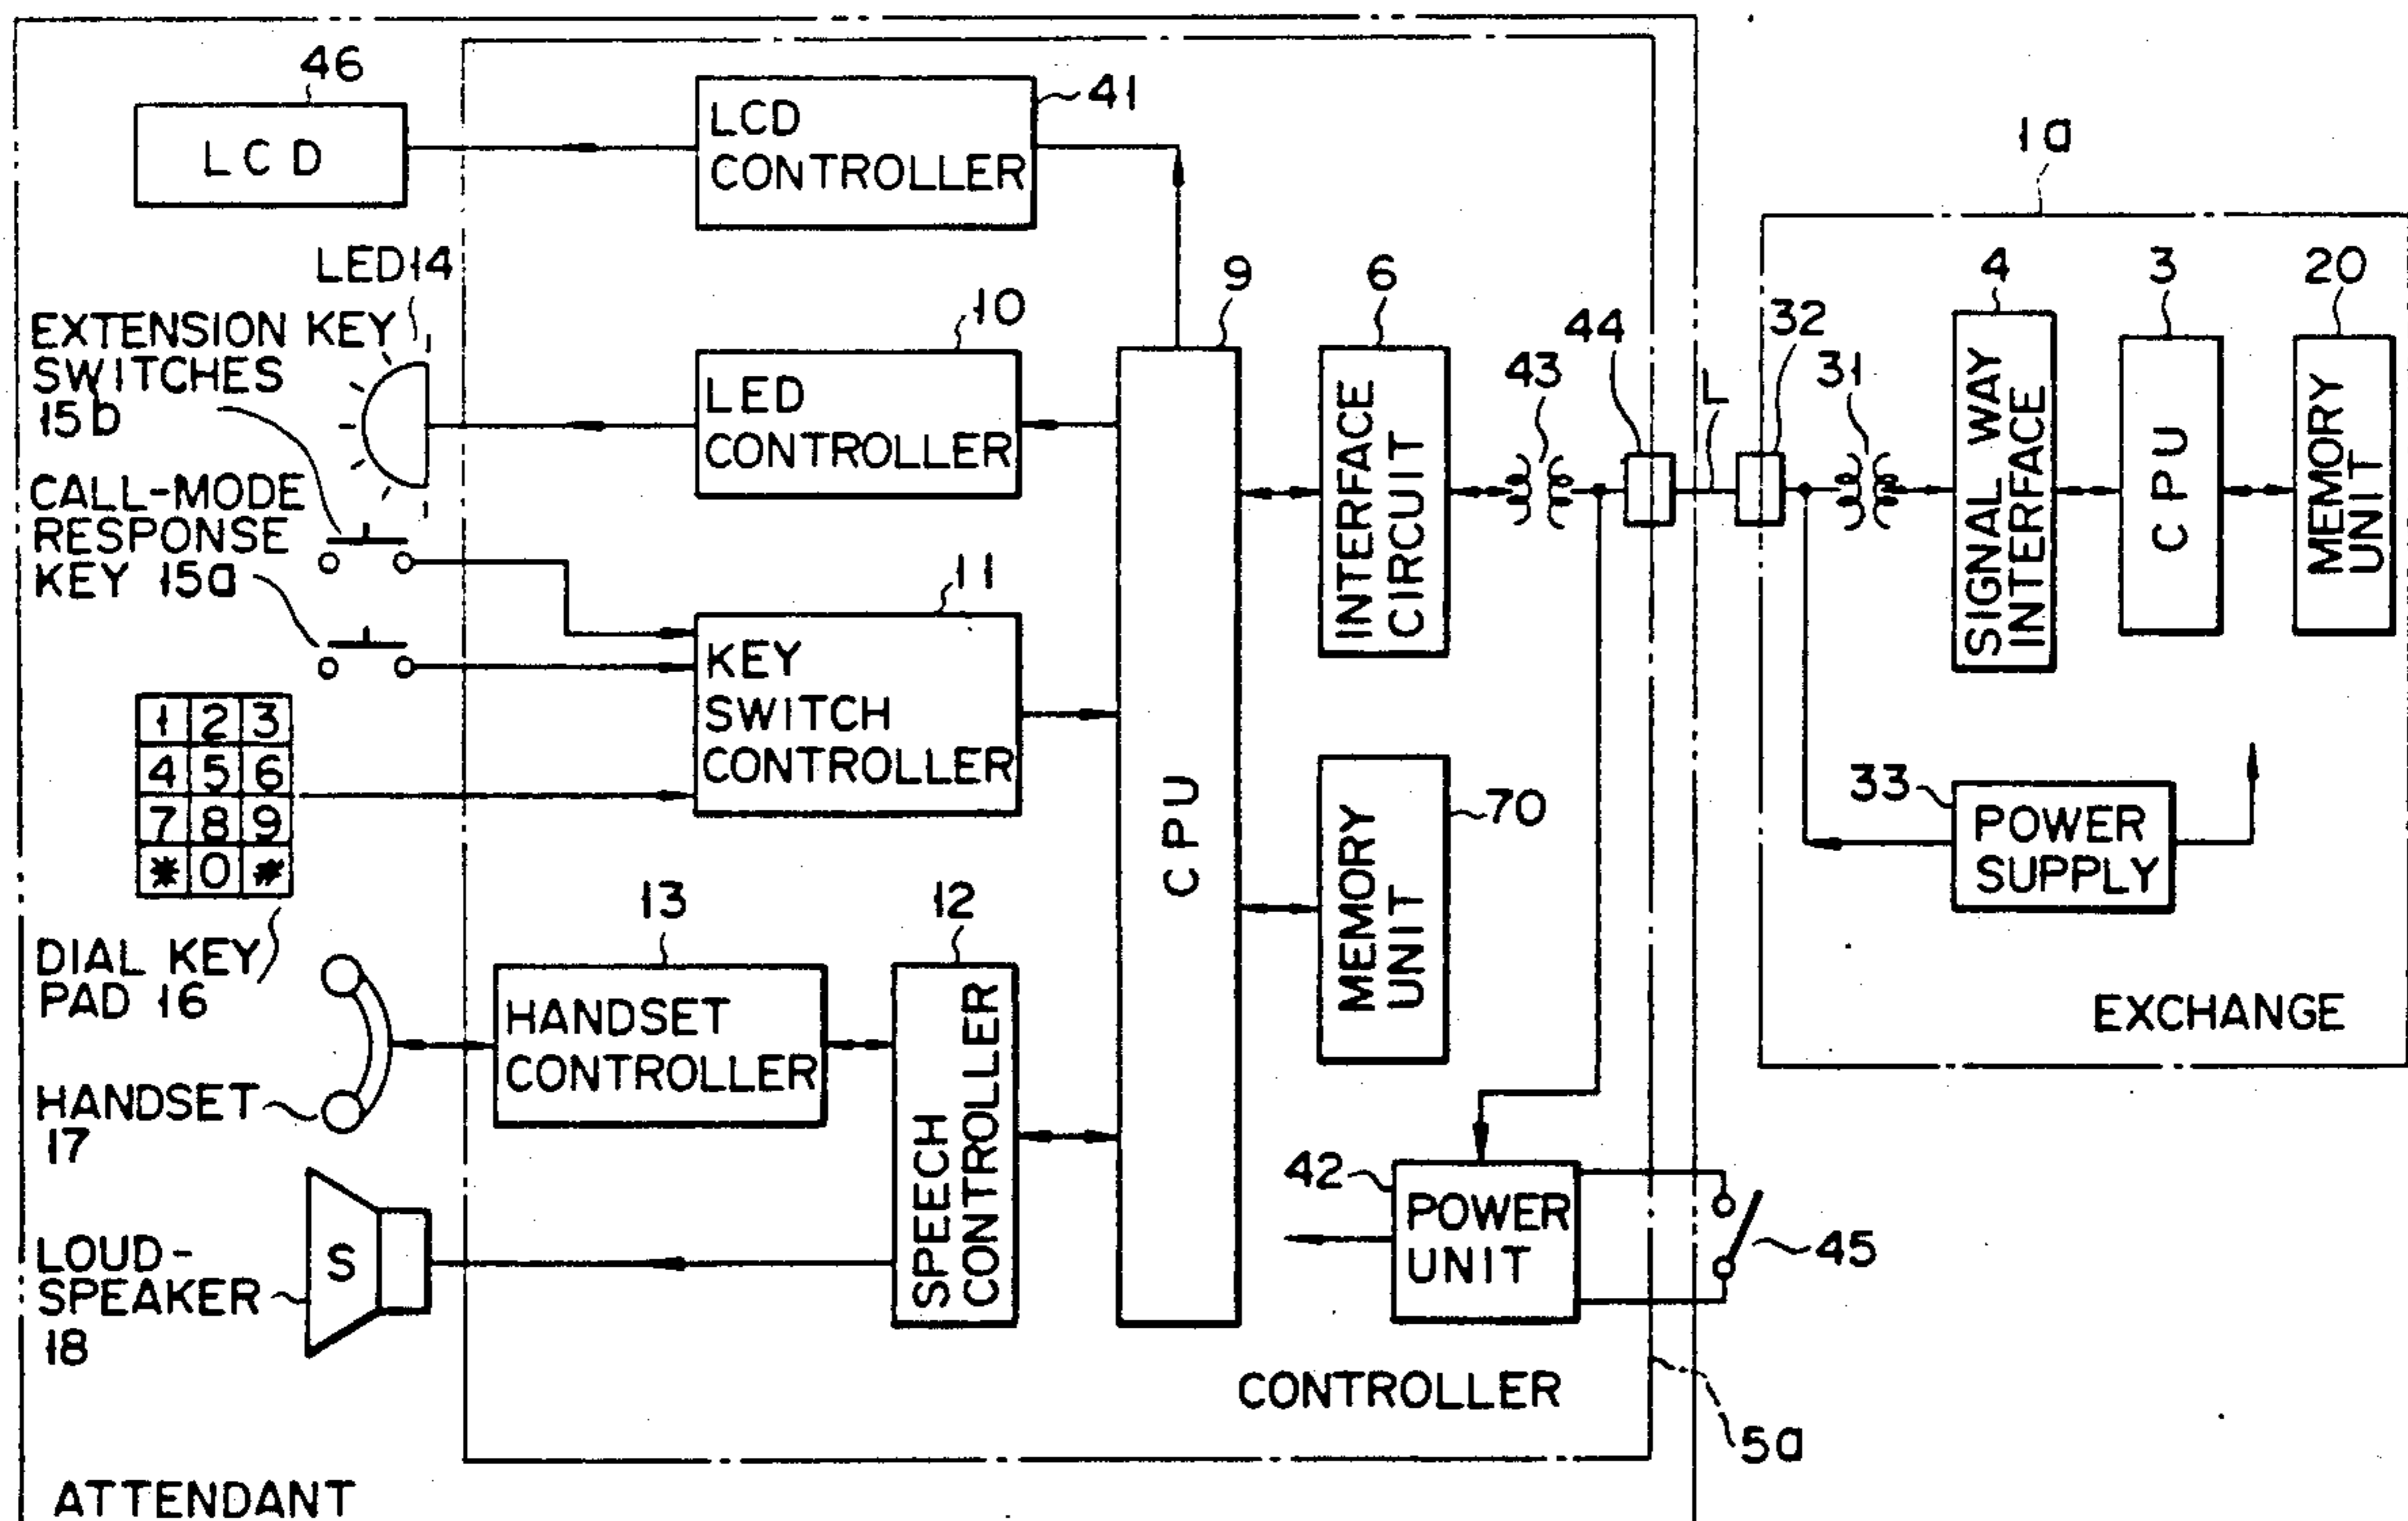 46
LCD
LCD
CONTROLLER
41
1a
LED14
EXTENSION KEY
SWITCHES
15b
10
LED
CONTROLLER
9
6
44
43
L
32
31
4
3
20
CALL-MODE
RESPONSE
KEY 15a
INTERFACE
CIRCUIT
SIGNAL WAY
INTERFACE
CPU
MEMORY
UNIT
11
KEY
SWITCH
CONTROLLER
1 2 3
4 5 6
7 8 9
* 0 #
DIAL KEY
PAD 16
CPU
MEMORY
UNIT
70
33
POWER
SUPPLY
EXCHANGE
13
HANDSET
CONTROLLER
12
SPEECH
CONTROLLER
HANDSET
17
LOUD-
SPEAKER
18
S
42
POWER
UNIT
45
CONTROLLER
5a
ATTENDANT